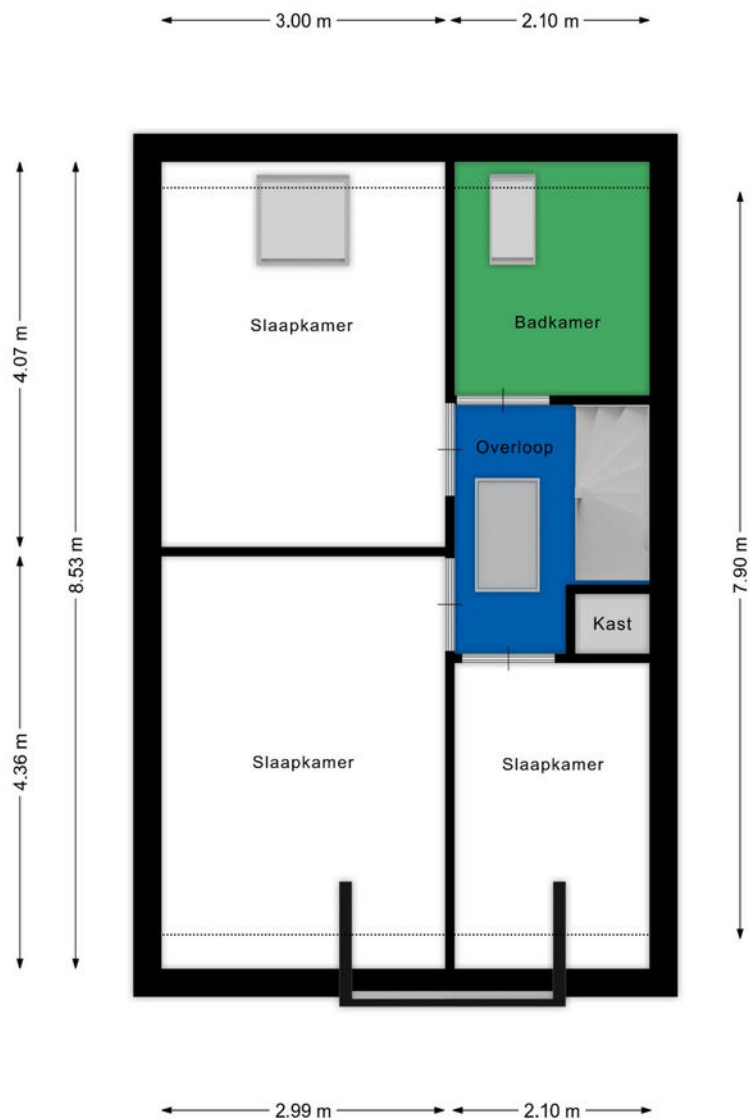 3.00 m
2.10 m
4.07 m
8.53 m
7.90 m
4.36 m
Slaapkamer
Badkamer
Overloop
Kast
Slaapkamer
Slaapkamer
2.99 m
2.10 m